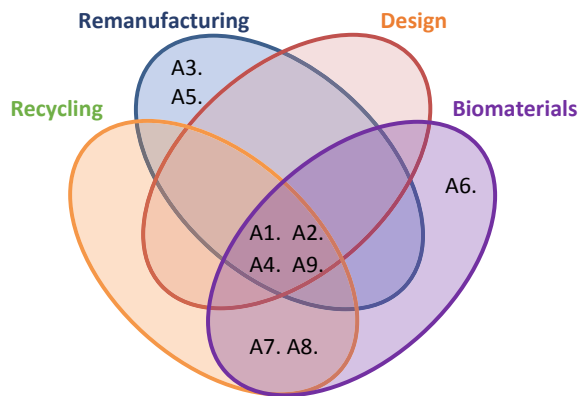 Remanufacturing
Design
A3.
A5.
Recycling
Biomaterials
A6.
A1. A2.
A4. A9.
A7. A8.